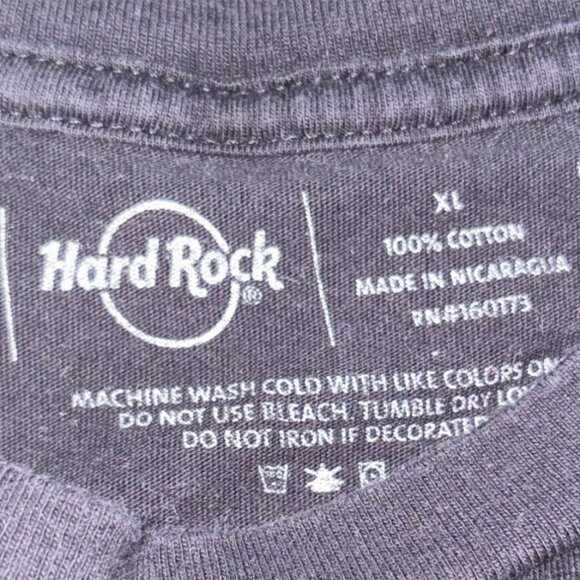 Hard Rock
®
XL
100% COTTON
MADE IN NICARAGUA
RN#160173
MACHINE WASH COLD WITH LIKE COLORS
DO NOT USE BLEACH. TUMBLE DRY
DO NOT IRON IF DECORATED